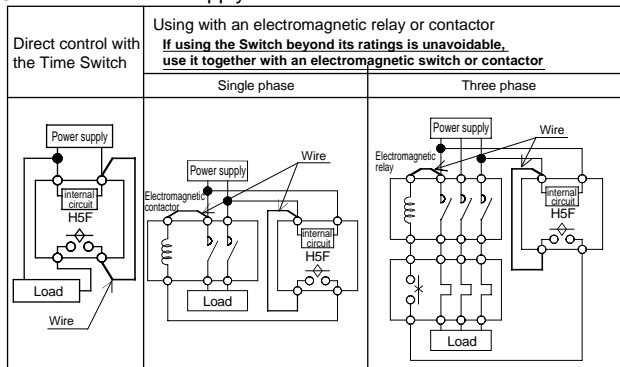 Direct control with
the Time Switch
Using with an electromagnetic relay or contactor
If using the Switch beyond its ratings is unavoidable,
use it together with an electromagnetic switch or contactor
Single phase
Three phase
Power supply
internal
circuit
H5F
Load
Wire
Power supply
Wire
Electromagnetic
contactor
internal
circuit
H5F
Load
Power supply
Wire
Electromagnetic
relay
internal
circuit
H5F
Load